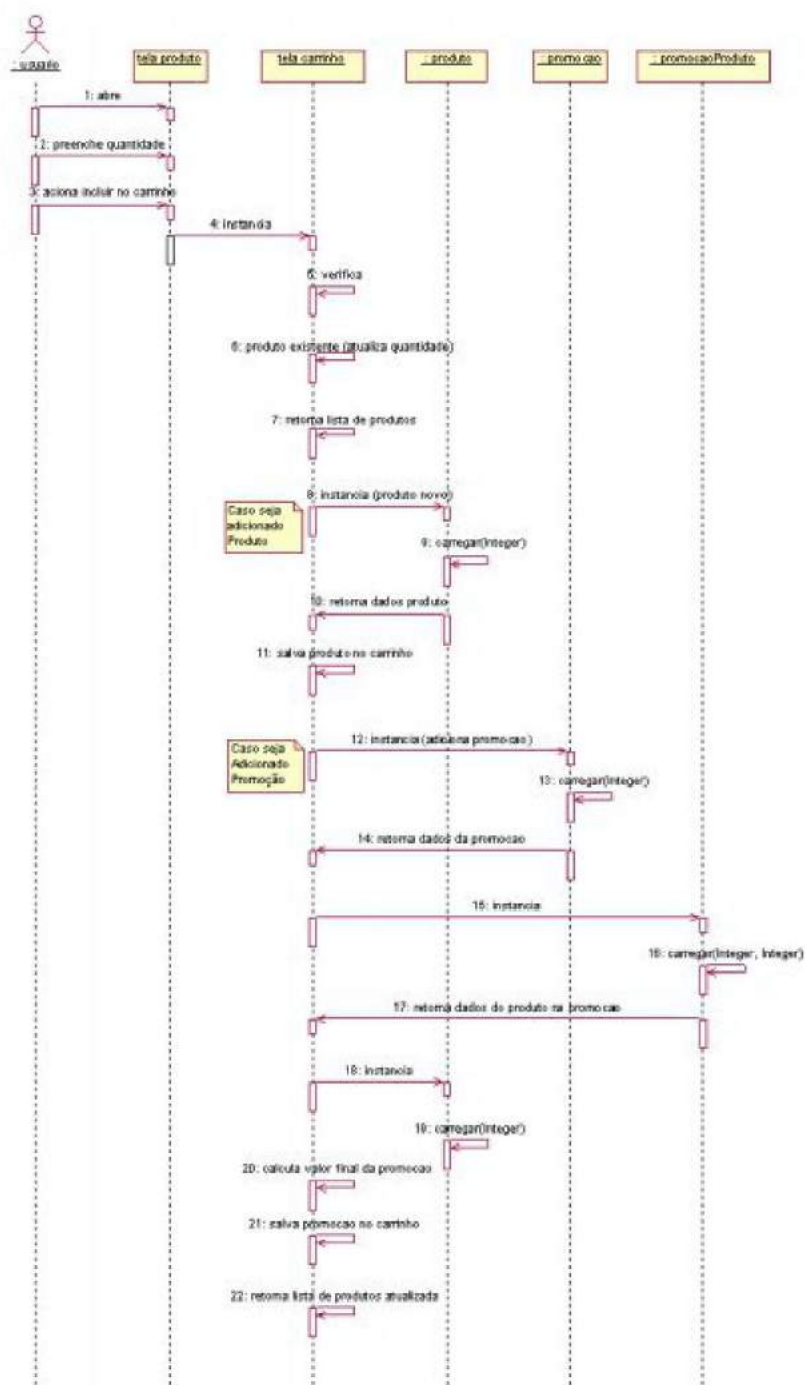 : usuario
tela produto
tela carrinho
: produto
: promocao
: promocaoProduto
1: abre
2: preenche quantidade
3: aciona incluir no carrinho
4: instancia
5: verifica
6: produto existente (atualiza quantidade)
7: retorna lista de produtos
8: instancia (produto novo)
Caso seja
adicionado
Produto
9: carregar(Integer)
10: retorna dados produto
11: salva produto no carrinho
12: instancia (adiciona promocao)
Caso seja
Adicionado
Promoção
13: carregar(Integer)
14: retorna dados da promocao
15: instancia
16: carregar(Integer, Integer)
17: retorna dados do produto na promocao
18: instancia
19: carregar(Integer)
20: calcula valor final da promocao
21: salva promocao no carrinho
22: retorna lista de produtos atualizada